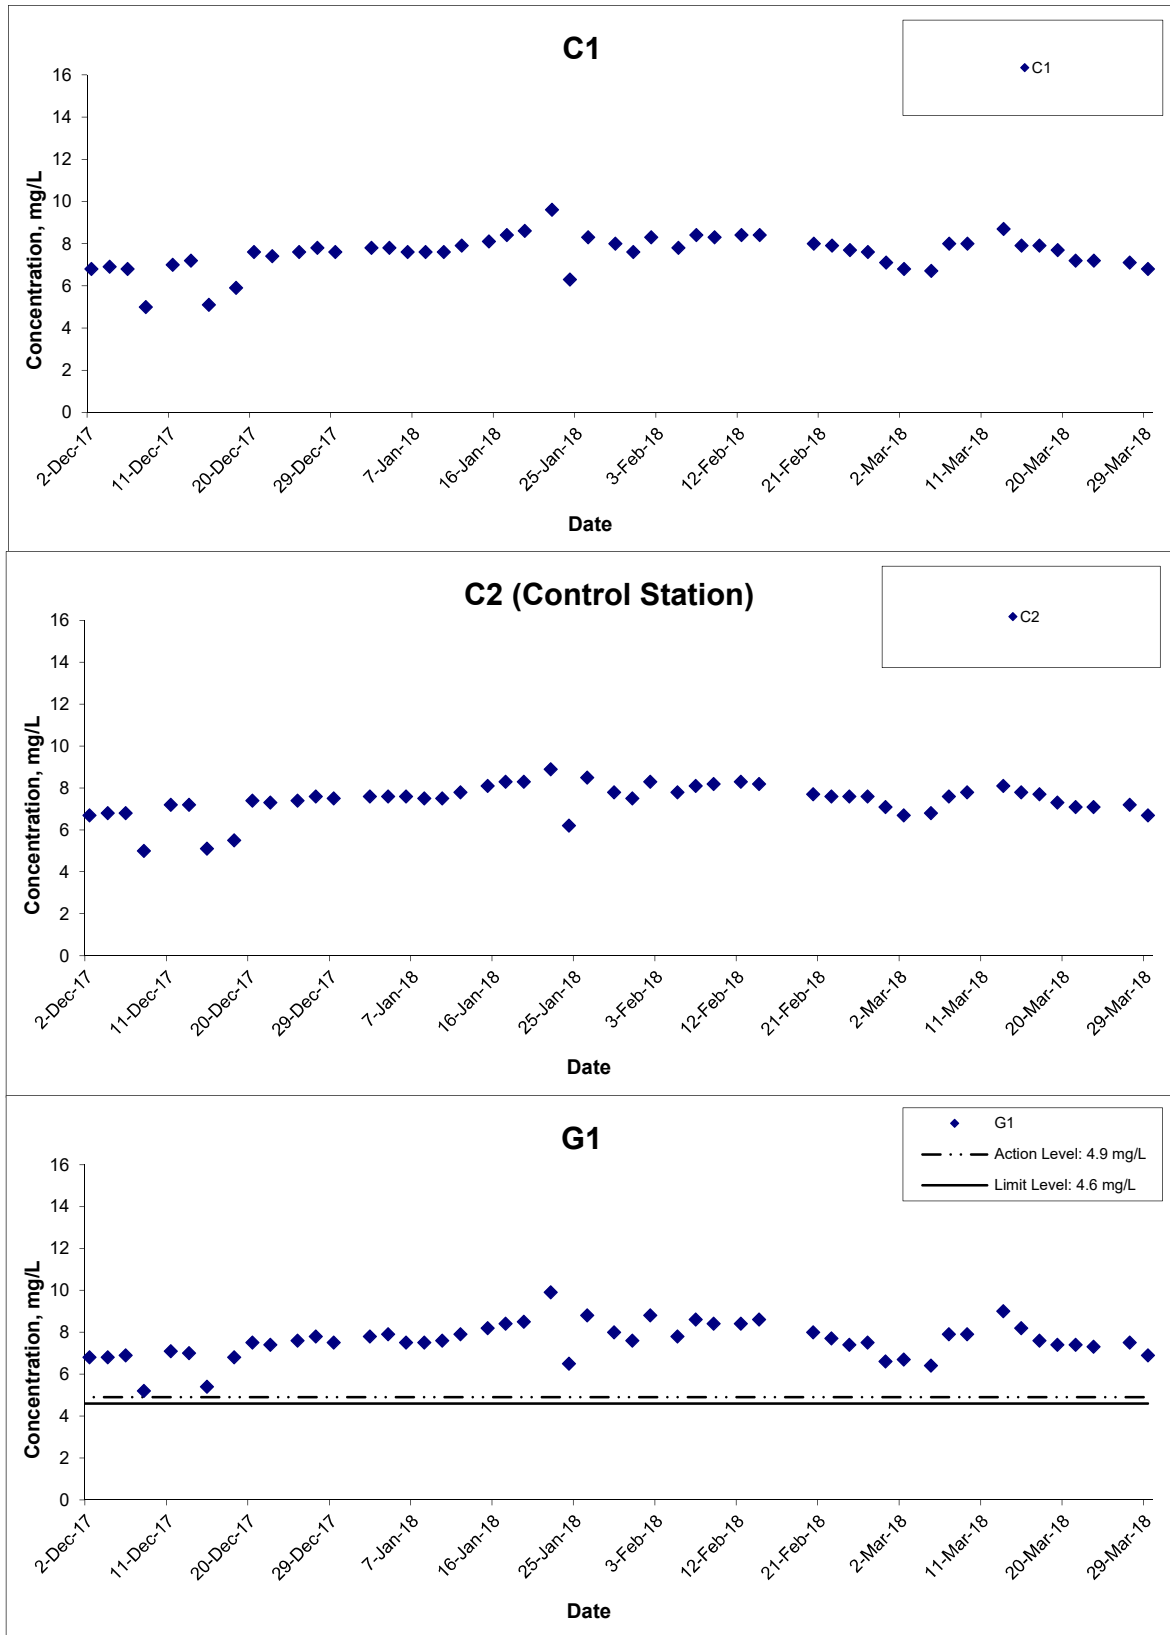 C1
C1
16
14
12
10
8
6
4
2
0
Concentration, mg/L
2-Dec-17
11-Dec-17
20-Dec-17
29-Dec-17
7-Jan-18
16-Jan-18
25-Jan-18
3-Feb-18
12-Feb-18
21-Feb-18
2-Mar-18
11-Mar-18
20-Mar-18
29-Mar-18
Date
C2 (Control Station)
C2
16
14
12
10
8
6
4
2
0
Concentration, mg/L
2-Dec-17
11-Dec-17
20-Dec-17
29-Dec-17
7-Jan-18
16-Jan-18
25-Jan-18
3-Feb-18
12-Feb-18
21-Feb-18
2-Mar-18
11-Mar-18
20-Mar-18
29-Mar-18
Date
G1
G1
Action Level: 4.9 mg/L
Limit Level: 4.6 mg/L
16
14
12
10
8
6
4
2
0
Concentration, mg/L
2-Dec-17
11-Dec-17
20-Dec-17
29-Dec-17
7-Jan-18
16-Jan-18
25-Jan-18
3-Feb-18
12-Feb-18
21-Feb-18
2-Mar-18
11-Mar-18
20-Mar-18
29-Mar-18
Date